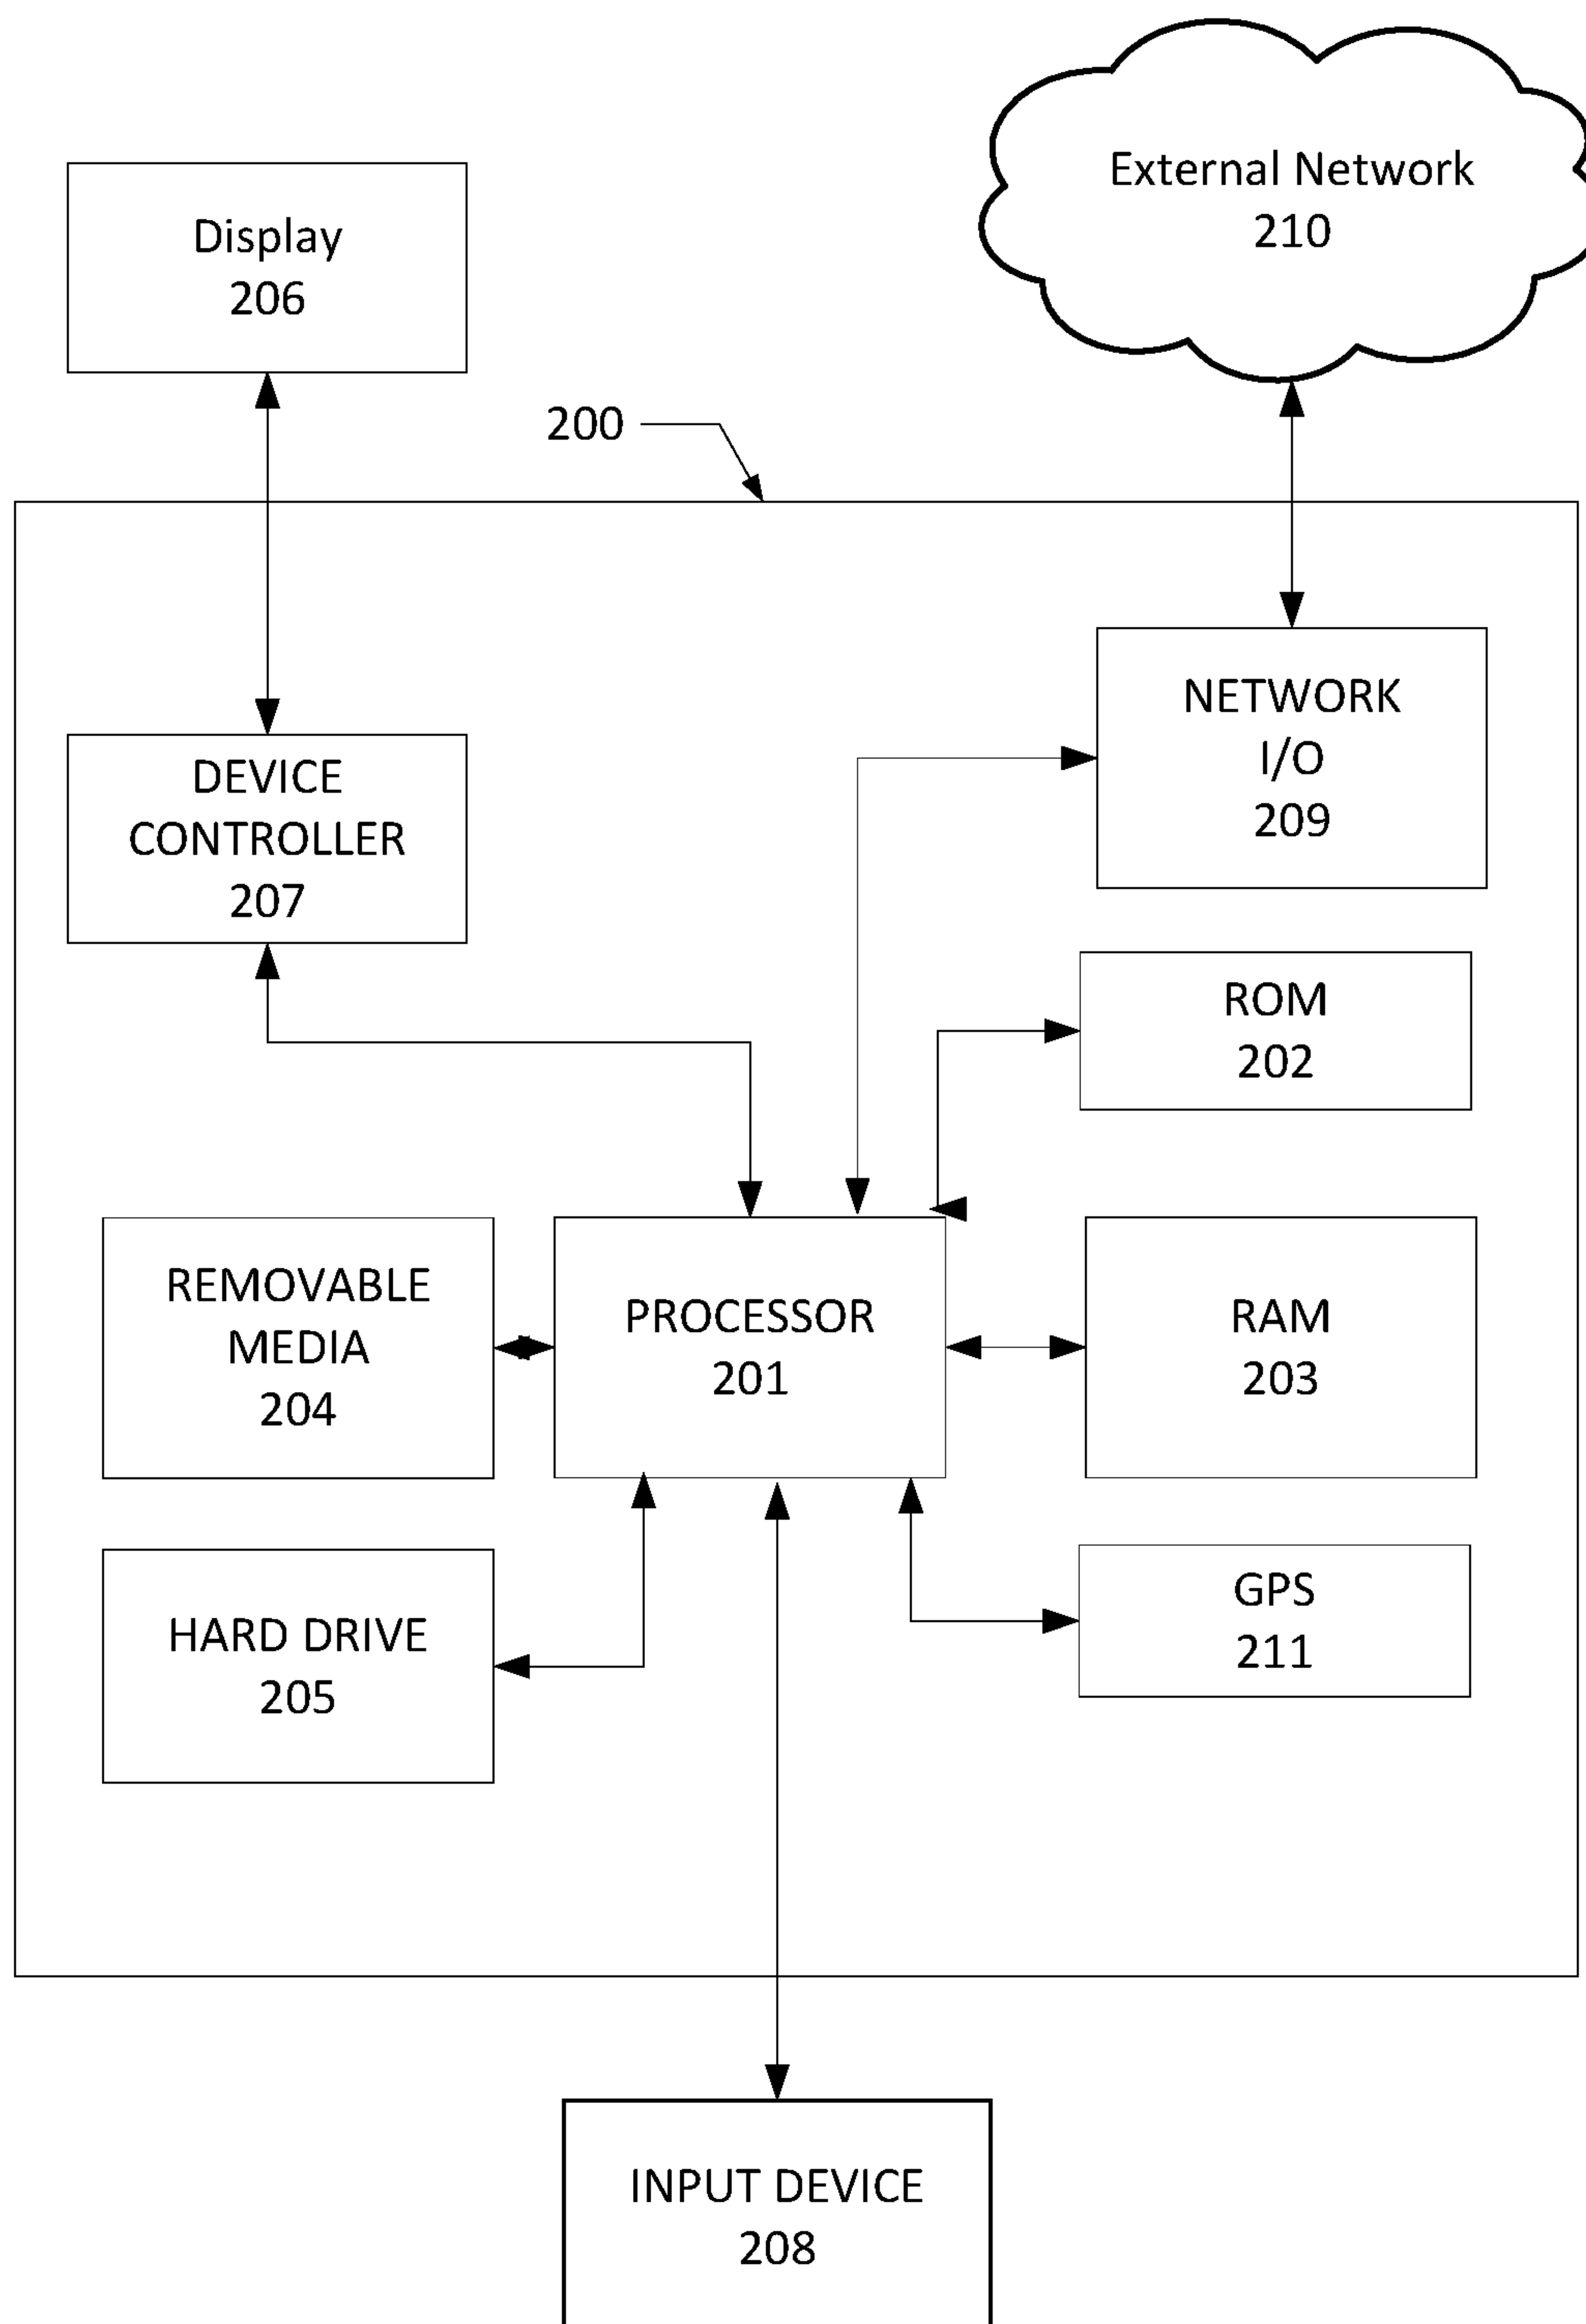 External Network
210
Display
206
200
NETWORK
I/O
209
DEVICE
CONTROLLER
207
ROM
202
REMOVABLE
MEDIA
204
PROCESSOR
201
RAM
203
HARD DRIVE
205
GPS
211
INPUT DEVICE
208